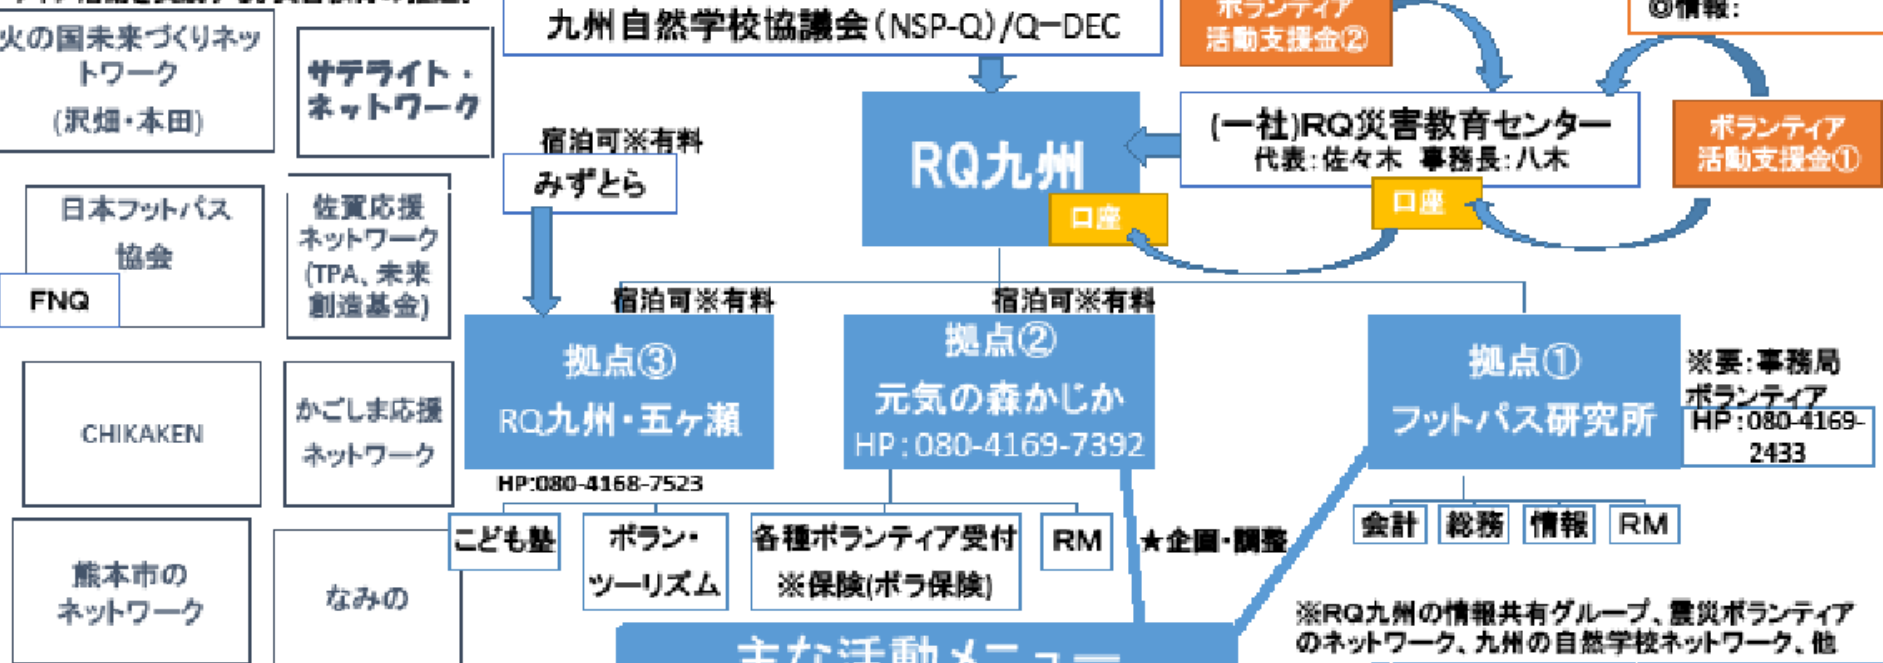 九州自然学校協議会(NSP-Q)/Q-DEC
ボランティア
活動支援金②
◎情報:
火の国未来づくりネッ
トワーク
(沢畑・本田)
サテライト・
ネットワーク
宿泊可※有料
みずとら
RQ九州
口座
(一社)RQ災害教育センター
代表:佐々木 事務長:八木
口座
ボランティア
活動支援金①
日本フットパス
協会
FNQ
佐賀応援
ネットワーク
(TPA、未来
創造基金)
宿泊可※有料
拠点③
RQ九州・五ヶ瀬
HP:080-4168-7523
宿泊可※有料
拠点②
元気の森かじか
HP:080-4169-7392
拠点①
フットパス研究所
※要:事務局
ボランティア
HP:080-4169-
2433
CHIKAKEN
かごしま応援
ネットワーク
こども塾
ボラン・
ツーリズム
各種ボランティア受付
※保険(ボラ保険)
RM
★企画・調整
会計
総務
情報
RM
熊本市の
ネットワーク
なみの
主な活動メニュー
※RQ九州の情報共有グループ、震災ボランティア
のネットワーク、九州の自然学校ネットワーク、他